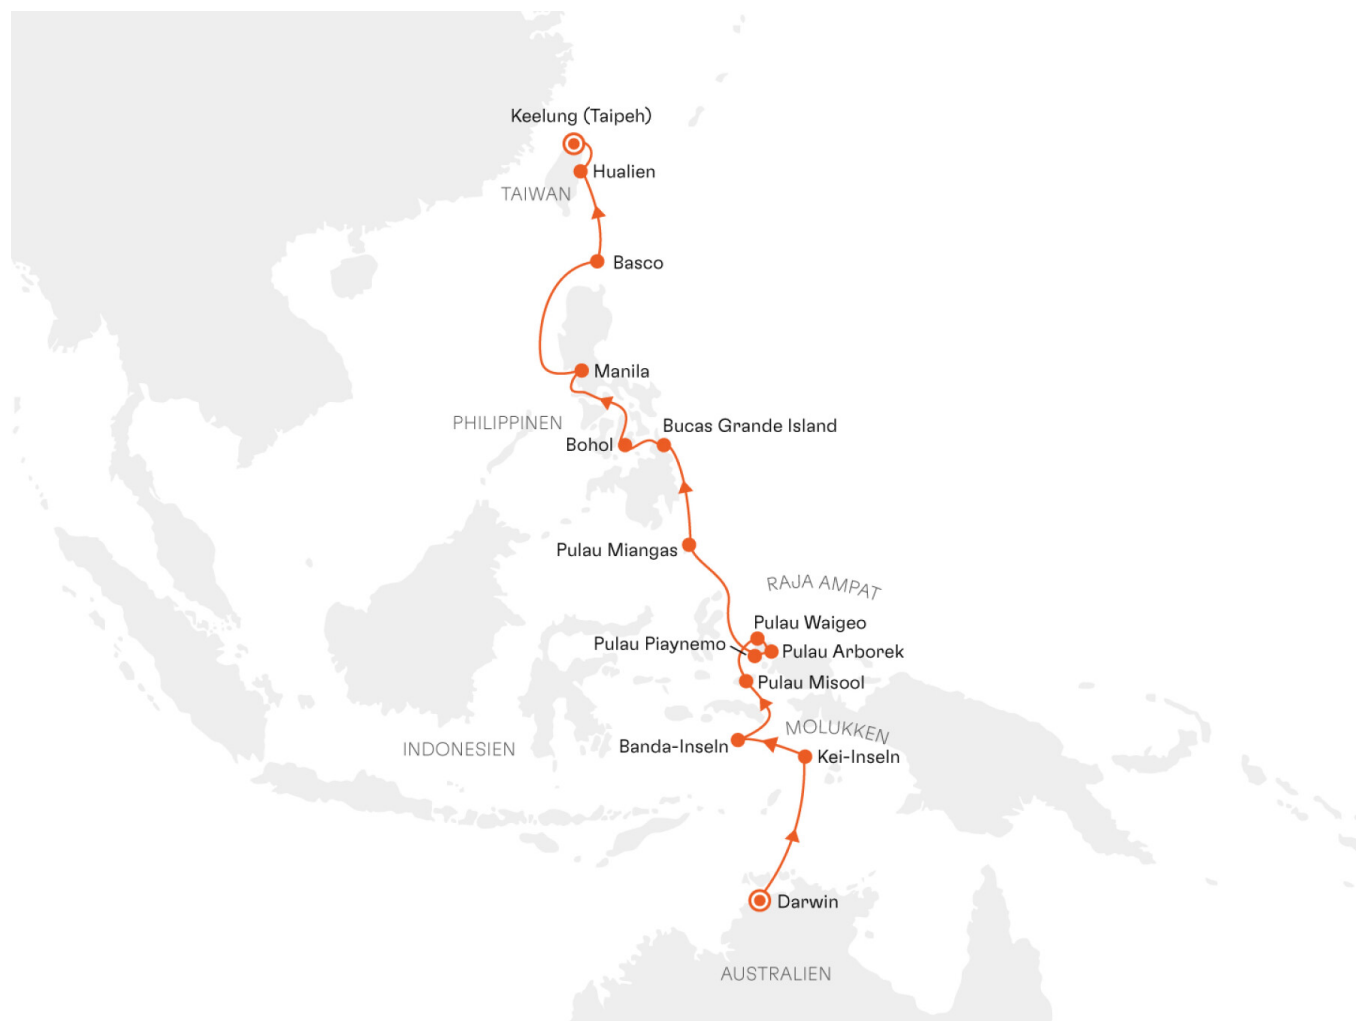 Keelung (Taipeh)
Hualien
TAIWAN
Basco
Manila
PHILIPPINEN
Bucas Grande Island
Bohol
Pulau Miangas
RAJA AMPAT
Pulau Waigeo
Pulau Piaynemo
Pulau Arborek
Pulau Misool
MOLUKKEN
Banda-Inseln
INDONESIEN
Kei-Inseln
Darwin
AUSTRALIEN